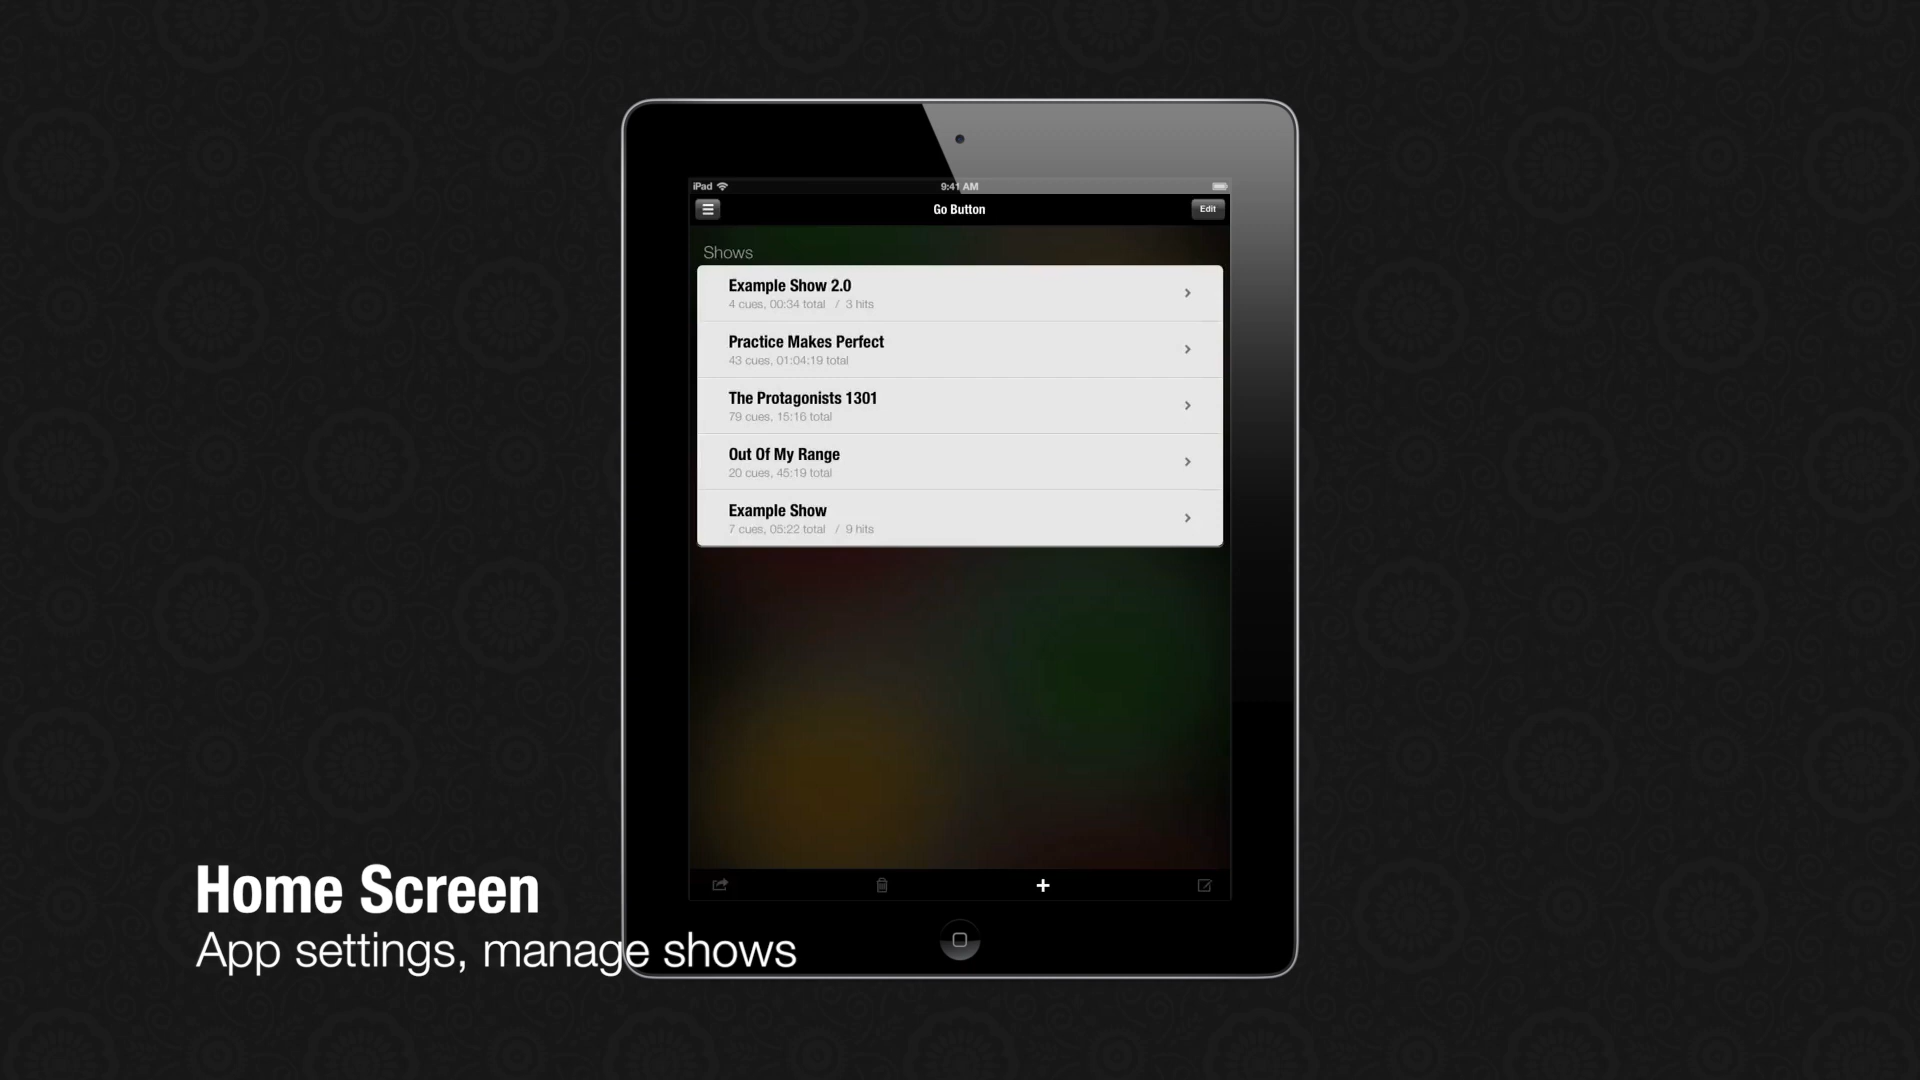 iPad
9:41 AM
Go Button
Edit
Shows
Example Show 2.0
4 cues, 00:34 total / 3 hits
Practice Makes Perfect
43 cues, 01:04:19 total
The Protagonists 1301
79 cues, 15:16 total
Out Of My Range
20 cues, 45:19 total
Example Show
7 cues, 05:22 total / 9 hits
Home Screen
App settings, manage shows